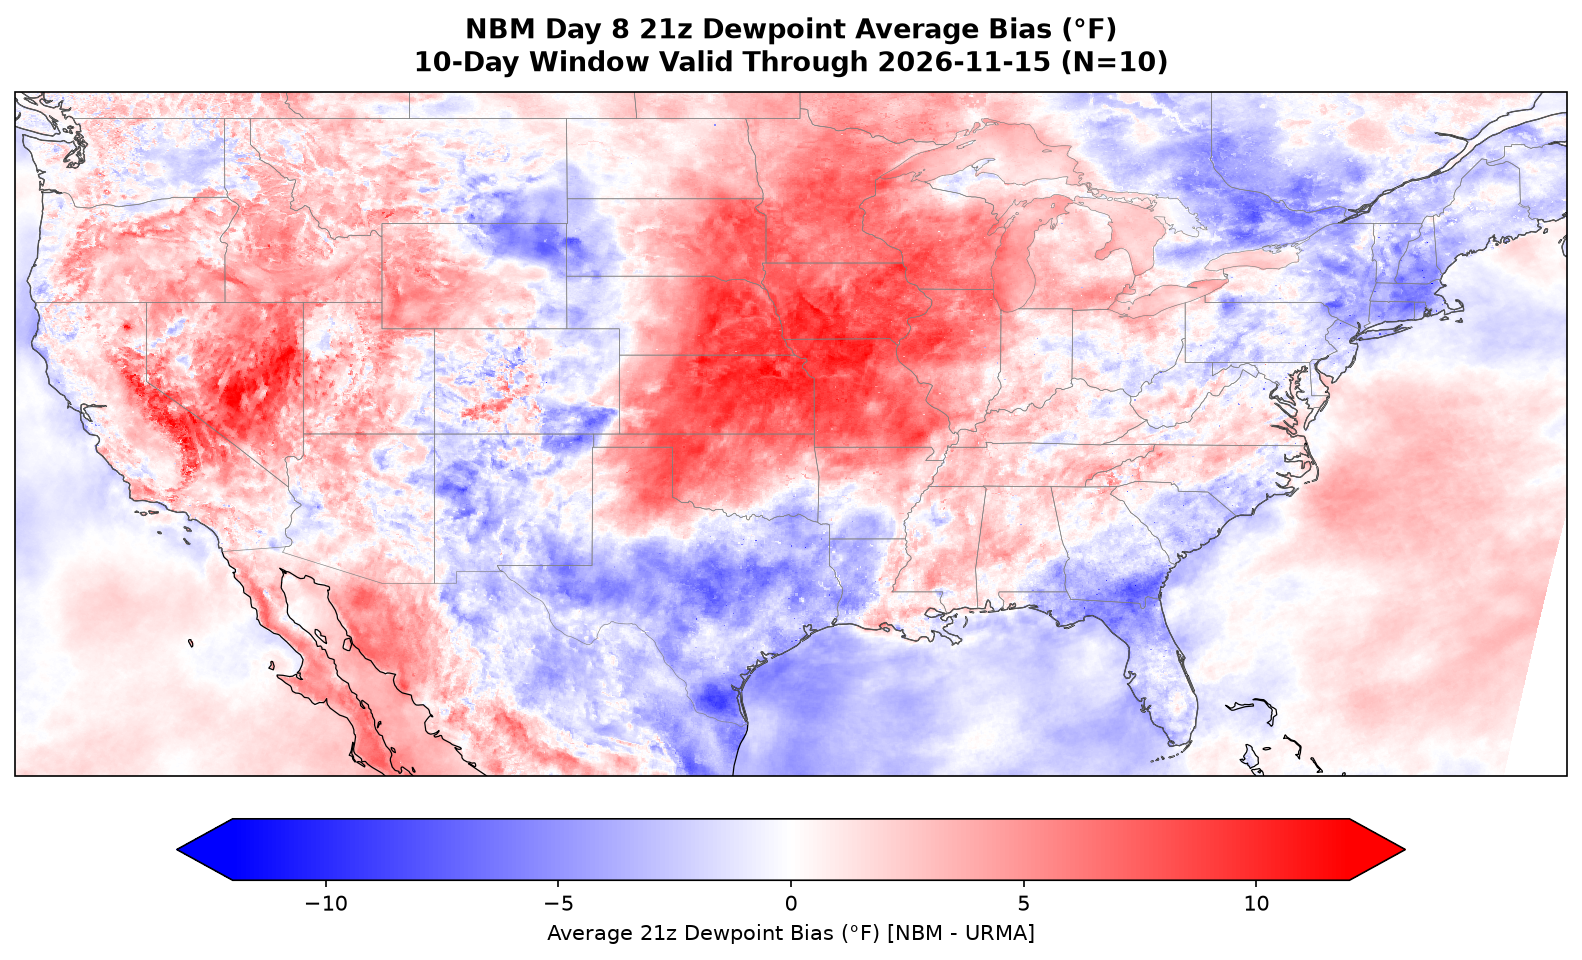 NBM Day 8 21z Dewpoint Average Bias (°F)
10-Day Window Valid Through 2026-11-15 (N=10)
−10 −5 0 5 10
Average 21z Dewpoint Bias (°F) [NBM - URMA]